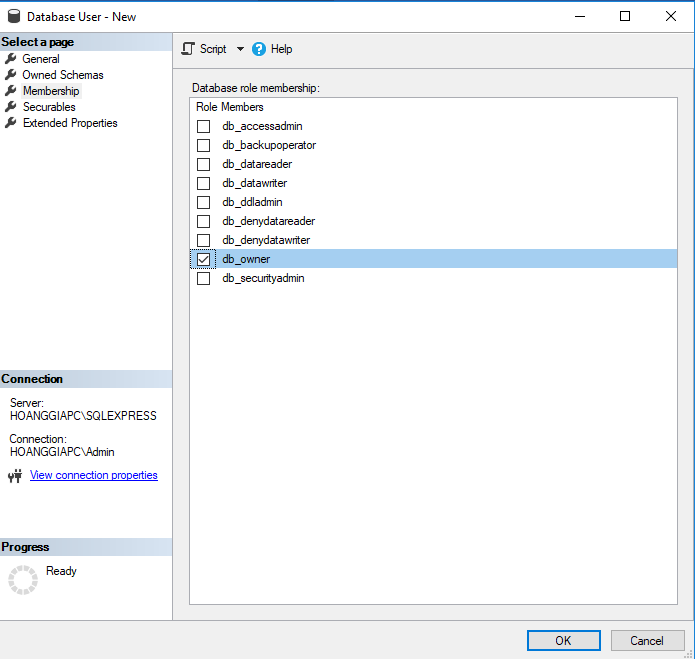 Database User - New
Select a page
General
Owned Schemas
Membership
Securables
Extended Properties
Connection
Server:
HOANGGIAPC\SQLEXPRESS
Connection:
HOANGGIAPC\Admin
View connection properties
Progress
Ready
Script
Help
Database role membership:
Role Members
db_accessadmin
db_backupoperator
db_datareader
db_datawriter
db_ddladmin
db_denydatareader
db_denydatawriter
db_owner
db_securityadmin
OK
Cancel